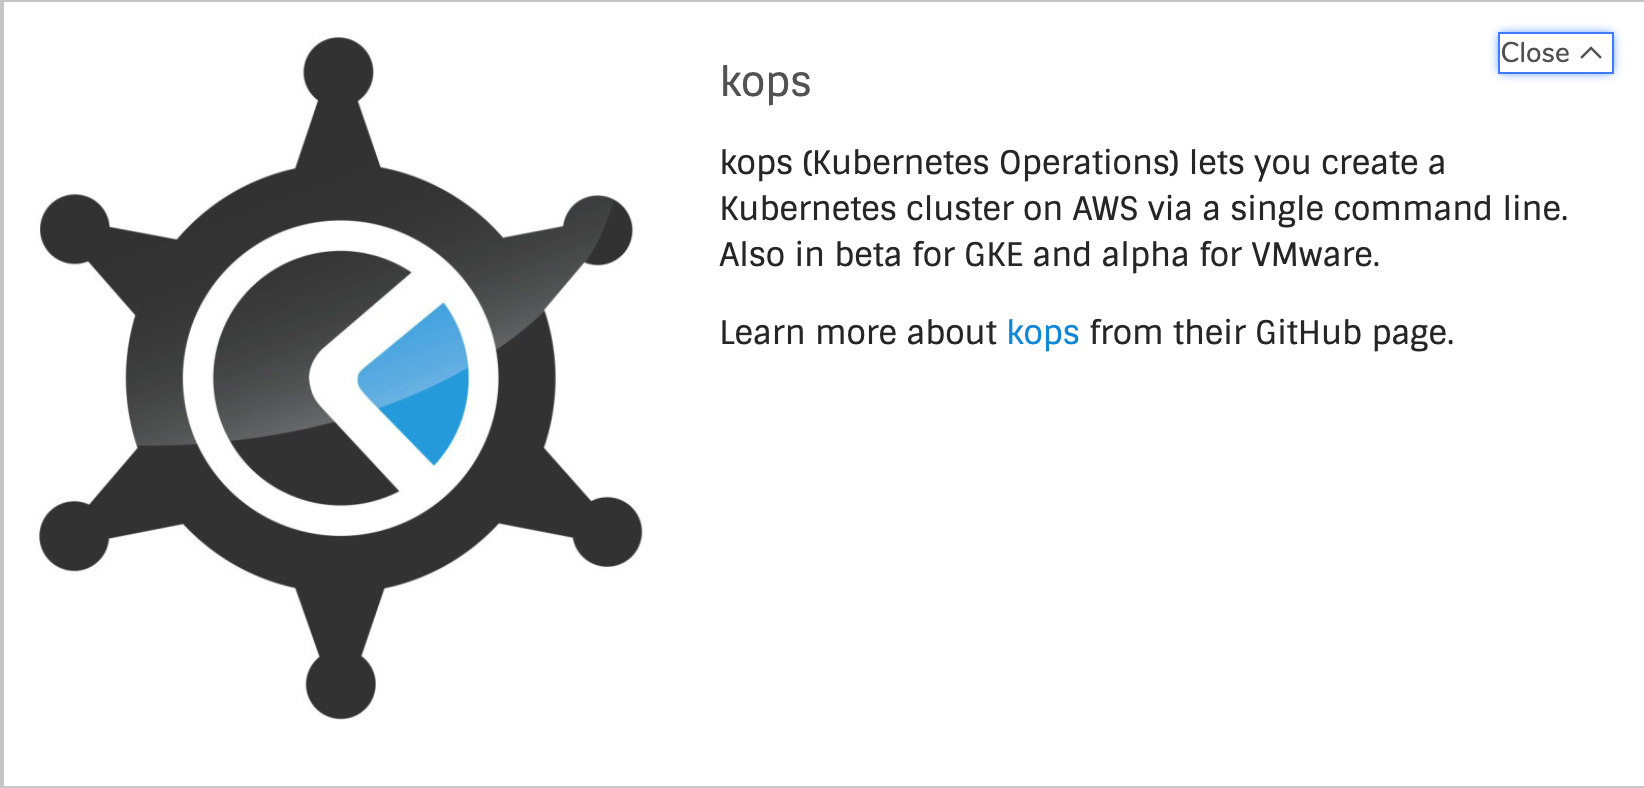 Close
kops
kops (Kubernetes Operations) lets you create a
Kubernetes cluster on AWS via a single command line.
Also in beta for GKE and alpha for VMware.
Learn more about kops from their GitHub page.